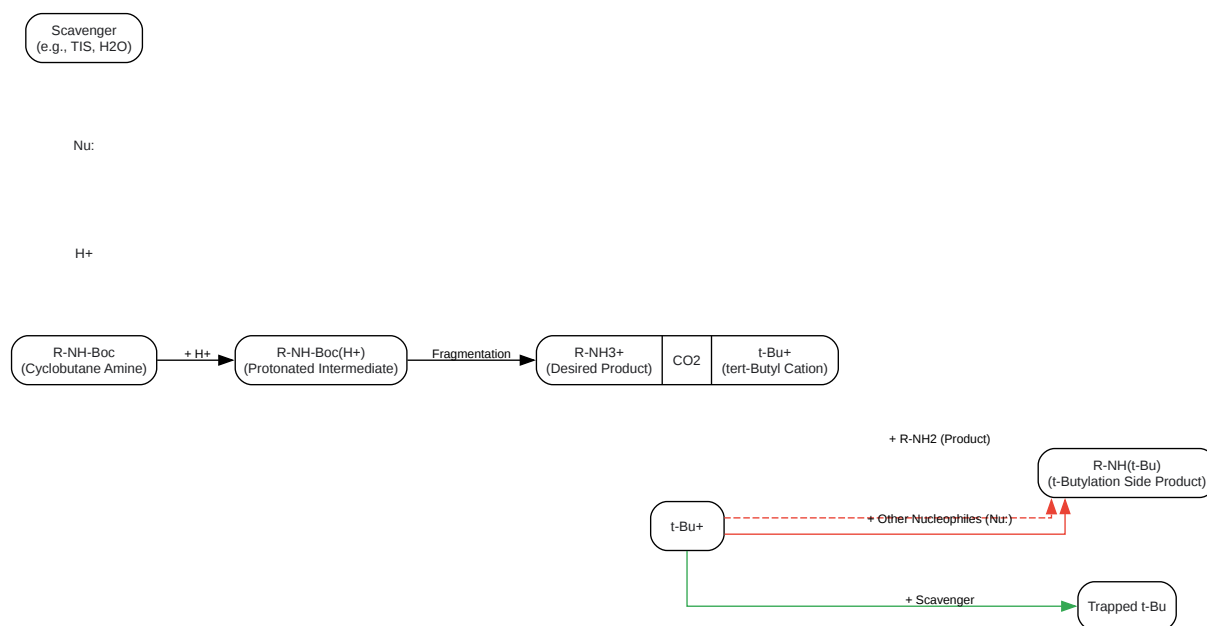 Scavenger
(e.g., TIS, H2O)
Nu:
H+
R-NH-Boc
(Cyclobutane Amine)
+ H+
R-NH-Boc(H+)
(Protonated Intermediate)
Fragmentation
R-NH3+
(Desired Product)
CO2
t-Bu+
(tert-Butyl Cation)
+ R-NH2 (Product)
R-NH(t-Bu)
(t-Butylation Side Product)
t-Bu+
+ Other Nucleophiles (Nu:)
+ Scavenger
Trapped t-Bu